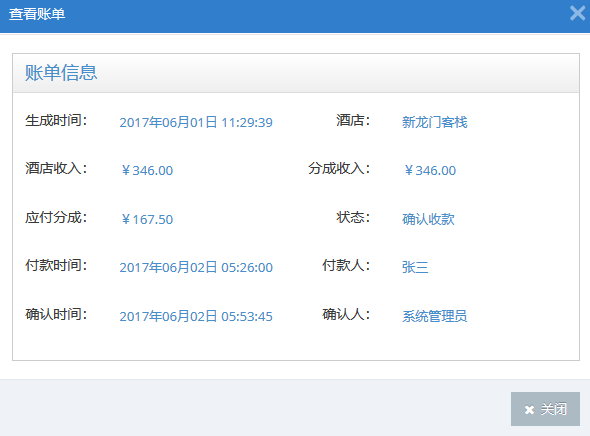 查看账单
账单信息
生成时间： 2017年06月01日 11:29:39 酒店： 新龙门客栈
酒店收入： ￥346.00 分成收入： ￥346.00
应付分成： ￥167.50 状态： 确认收款
付款时间： 2017年06月02日 05:26:00 付款人： 张三
确认时间： 2017年06月02日 05:53:45 确认人： 系统管理员
关闭